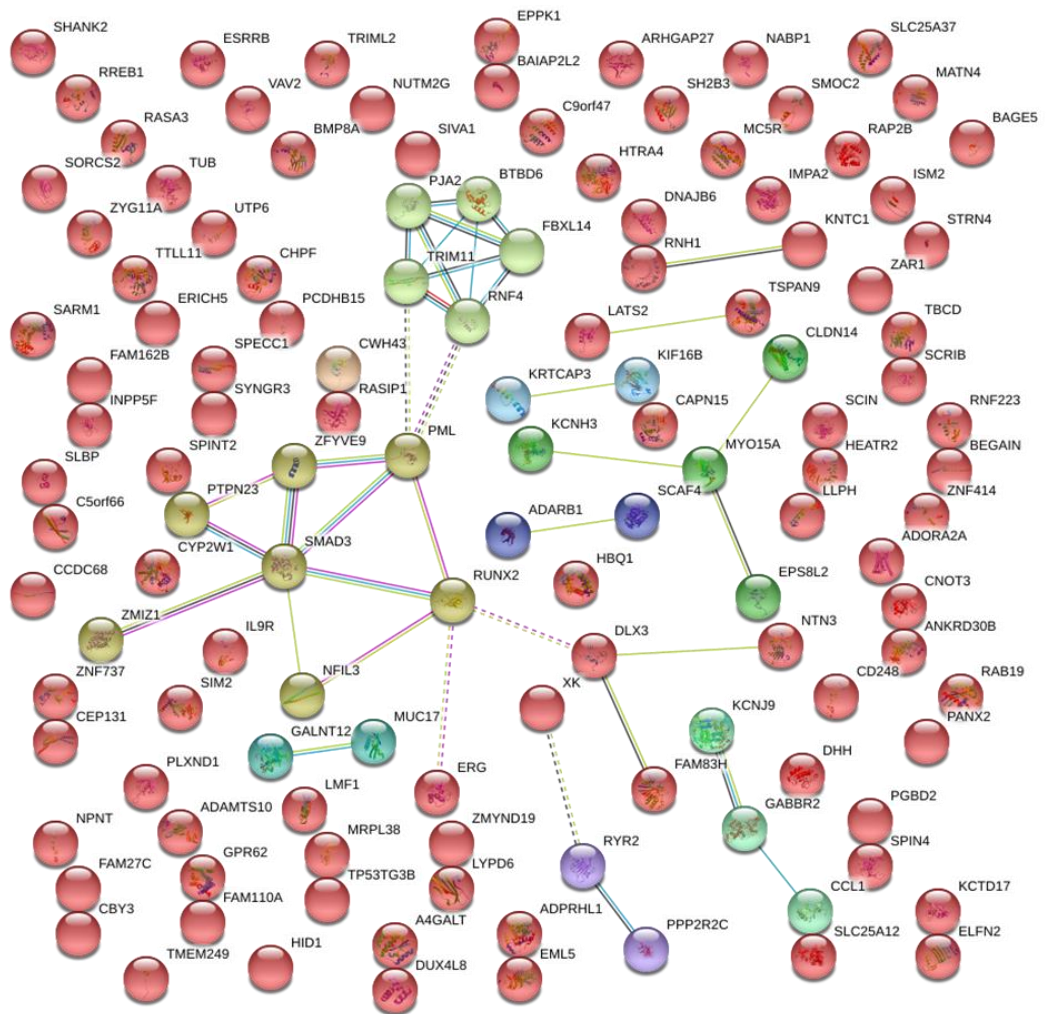 SHANK2
ESRRB
TRIML2
EPPK1
ARHGAP27
NABP1
SLC25A37
BAIAP2L2
RREB1
VAV2
NUTM2G
SH2B3
SMOC2
MATN4
C9orf47
RASA3
BMP8A
SIVA1
MC5R
RAP2B
BAGE5
SORCS2
TUB
PJA2
BTBD6
HTRA4
IMPA2
ISM2
DNAJB6
ZYG11A
UTP6
FBXL14
KNTC1
STRN4
TTLL11
CHPF
TRIM11
RNH1
ZAR1
SARM1
ERICH5
PCDHB15
RNF4
LATS2
TSPAN9
TBCD
CLDN14
FAM162B
SPECC1
CWH43
KIF16B
SCRIB
KRTCAP3
INPP5F
SYNGR3
RASIP1
CAPN15
SCIN
RNF223
SLBP
SPINT2
ZFYVE9
PML
KCNH3
MYO15A
HEATR2
BEGAIN
C5orf66
PTPN23
SCAF4
LLPH
ZNF414
ADARB1
ADORA2A
CYP2W1
SMAD3
CCDC68
RUNX2
HBQ1
EPS8L2
CNOT3
ZMIZ1
IL9R
DLX3
NTN3
ANKRD30B
ZNF737
NFIL3
CD248
RAB19
SIM2
XK
KCNJ9
PANX2
CEP131
GALNT12
MUC17
PLXND1
ERG
FAM83H
DHH
NPNT
ADAMTS10
LMF1
ZMYND19
GABBR2
PGBD2
FAM27C
GPR62
MRPL38
LYPD6
RYR2
SPIN4
CBY3
FAM110A
TP53TG3B
CCL1
KCTD17
A4GALT
ADPRHL1
PPP2R2C
SLC25A12
ELFN2
TMEM249
HID1
DUX4L8
EML5